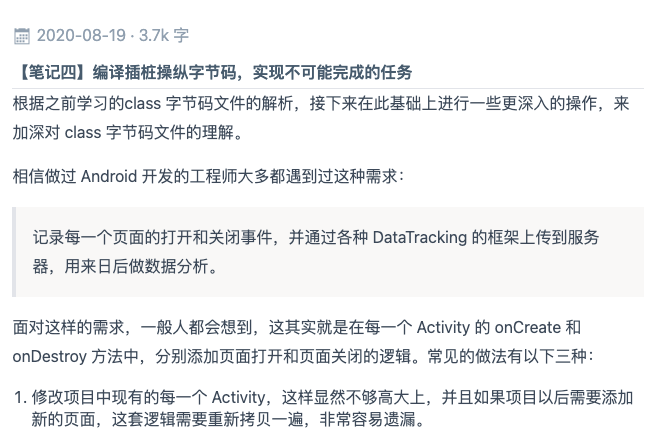 2020-08-19 · 3.7k 字
【笔记四】编译插桩操纵字节码，实现不可能完成的任务
根据之前学习的class 字节码文件的解析，接下来在此基础上进行一些更深入的操作，来
加深对 class 字节码文件的理解。
相信做过 Android 开发的工程师大多都遇到过这种需求：
记录每一个页面的打开和关闭事件，并通过各种 DataTracking 的框架上传到服务
器，用来日后做数据分析。
面对这样的需求，一般人都会想到，这其实就是在每一个 Activity 的 onCreate 和
onDestroy 方法中，分别添加页面打开和页面关闭的逻辑。常见的做法有以下三种：
1. 修改项目中现有的每一个 Activity，这样显然不够高大上，并且如果项目以后需要添加
新的页面，这套逻辑需要重新拷贝一遍，非常容易遗漏。